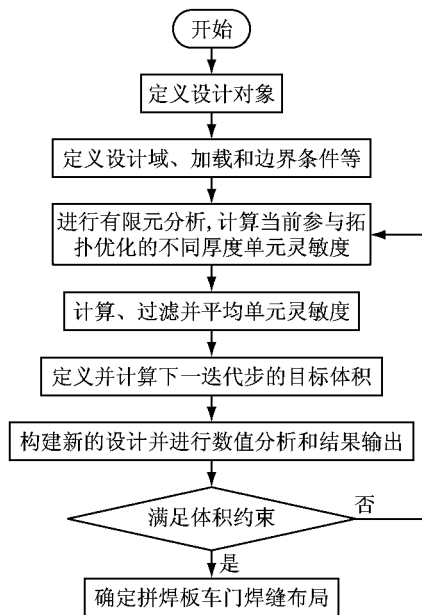 开始
定义设计对象
定义设计域、加载和边界条件等
进行有限元分析,计算当前参与拓
扑优化的不同厚度单元灵敏度
计算、过滤并平均单元灵敏度
定义并计算下一迭代步的目标体积
构建新的设计并进行数值分析和结果输出
满足体积约束
否
是
确定拼焊板车门焊缝布局